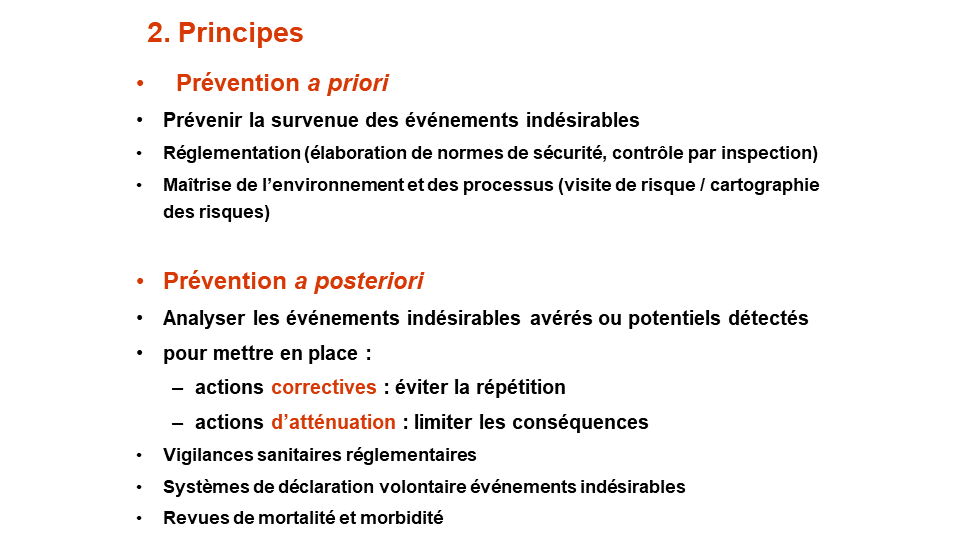 2. Principes
• Prévention a priori
• Prévenir la survenue des événements indésirables
• Réglementation (élaboration de normes de sécurité, contrôle par inspection)
• Maîtrise de l’environnement et des processus (visite de risque / cartographie
des risques)
• Prévention a posteriori
• Analyser les événements indésirables avérés ou potentiels détectés
• pour mettre en place :
– actions correctives : éviter la répétition
– actions d’atténuation : limiter les conséquences
• Vigilances sanitaires réglementaires
• Systèmes de déclaration volontaire événements indésirables
• Revues de mortalité et morbidité